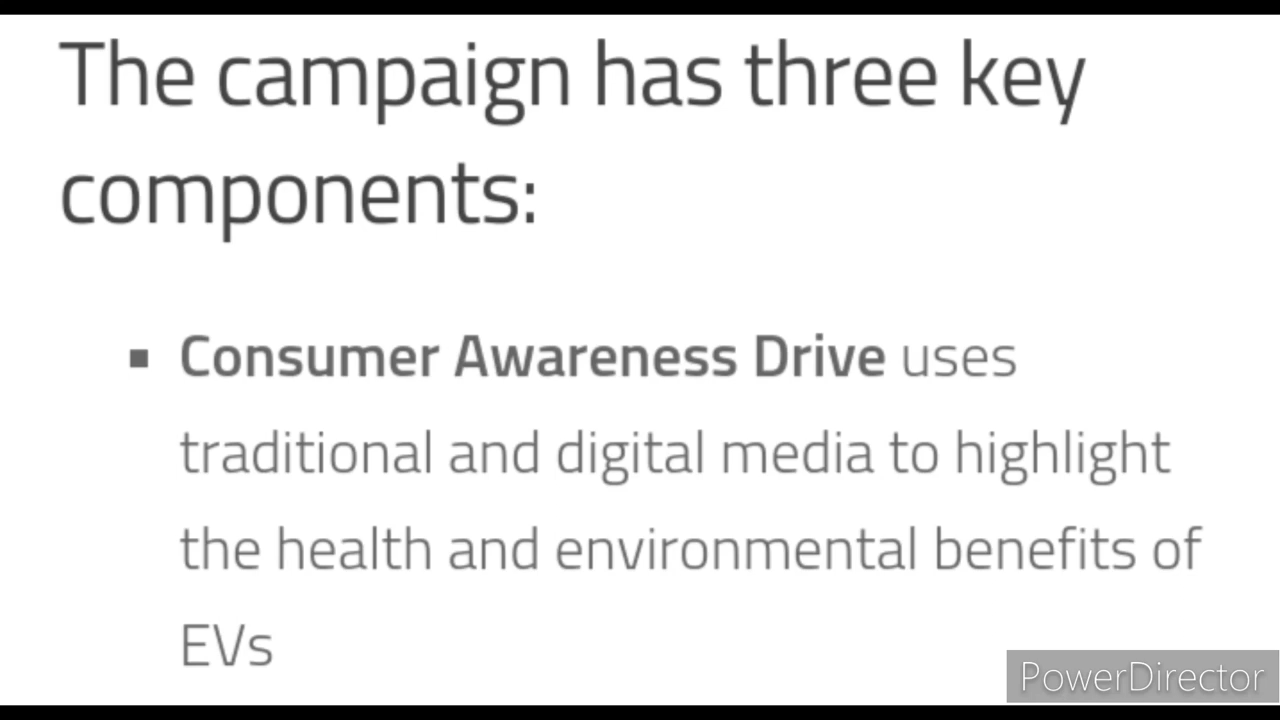 The campaign has three key
components:
▪ Consumer Awareness Drive uses
traditional and digital media to highlight
the health and environmental benefits of
EVs
PowerDirector